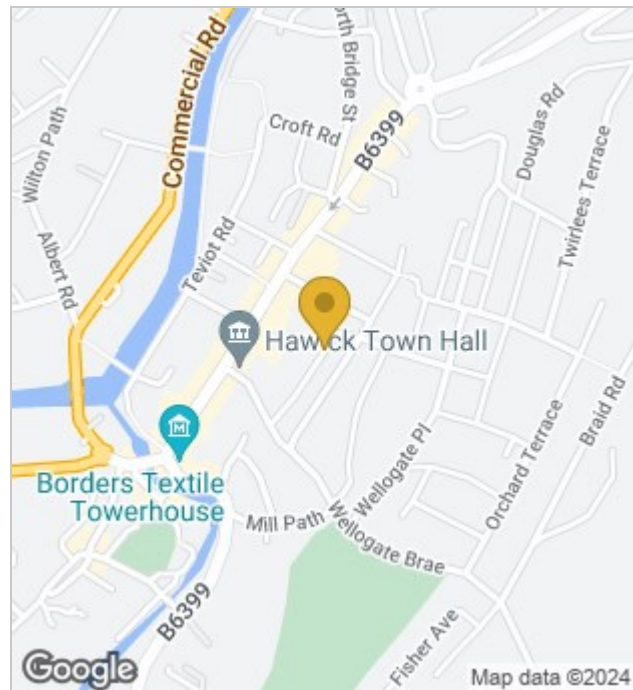 North Bridge St
Commercial Rd
Croft Rd
B6399
Douglas Rd
Wilton Path
Twirlees Terrace
Albert Rd
Teviot Rd
Hawick Town Hall
Braid Rd
Orchard Terrace
Wellogate Pl
Borders Textile
Towerhouse
Mill Path
Wellogate Brae
B6399
Fisher Ave
Google
Map data ©2024